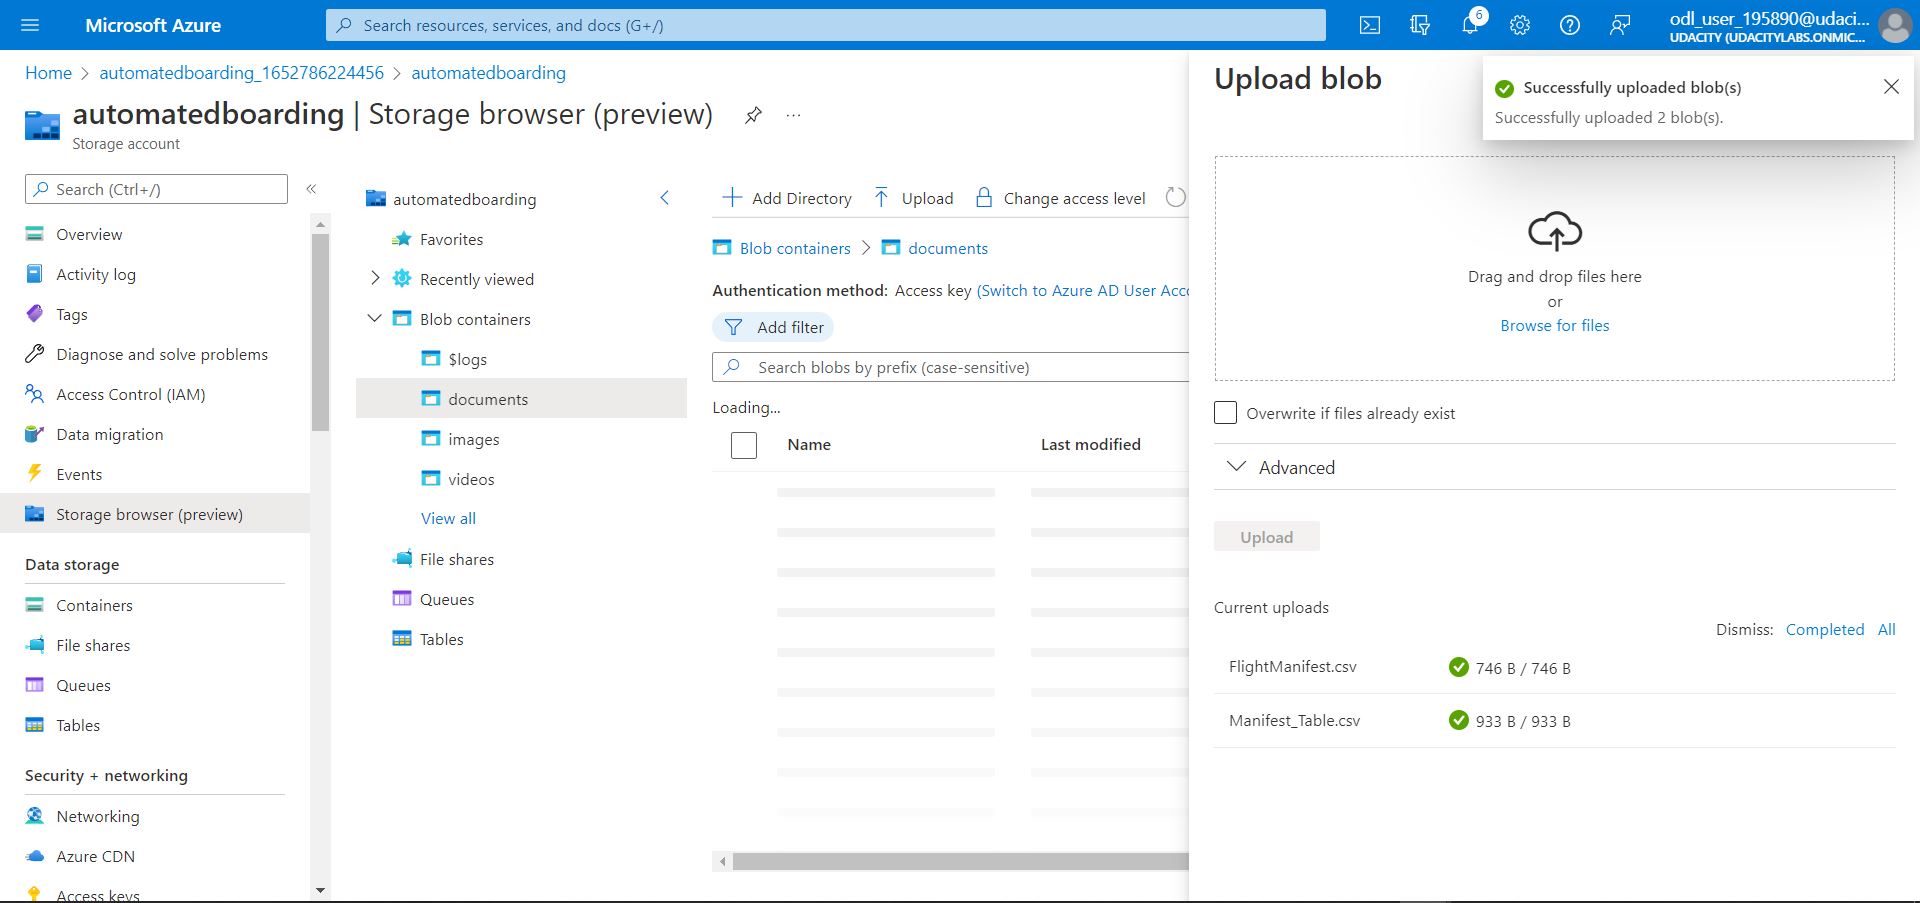 Microsoft Azure
Search resources, services, and docs (G+/)
6
odl_user_195890@udaci...
UDACITY (UDACITYLABS.ONMIC...
Home > automatedboarding_1652786224456 > automatedboarding
automatedboarding | Storage browser (preview)
...
Storage account
Search (Ctrl+/)
«
Overview
Activity log
Tags
Diagnose and solve problems
Access Control (IAM)
Data migration
Events
Storage browser (preview)
Data storage
Containers
File shares
Queues
Tables
Security + networking
Networking
Azure CDN
Access keys
automatedboarding
Favorites
Recently viewed
Blob containers
$logs
documents
images
videos
View all
File shares
Queues
Tables
Add Directory
Upload
Change access level
Blob containers > documents
Authentication method: Access key (Switch to Azure AD User Acco
Add filter
Search blobs by prefix (case-sensitive)
Loading...
Name
Last modified
Upload blob
Successfully uploaded blob(s)
Successfully uploaded 2 blob(s).
Drag and drop files here
or
Browse for files
Overwrite if files already exist
Advanced
Upload
Current uploads
Dismiss: Completed All
FlightManifest.csv 746 B / 746 B
Manifest_Table.csv 933 B / 933 B